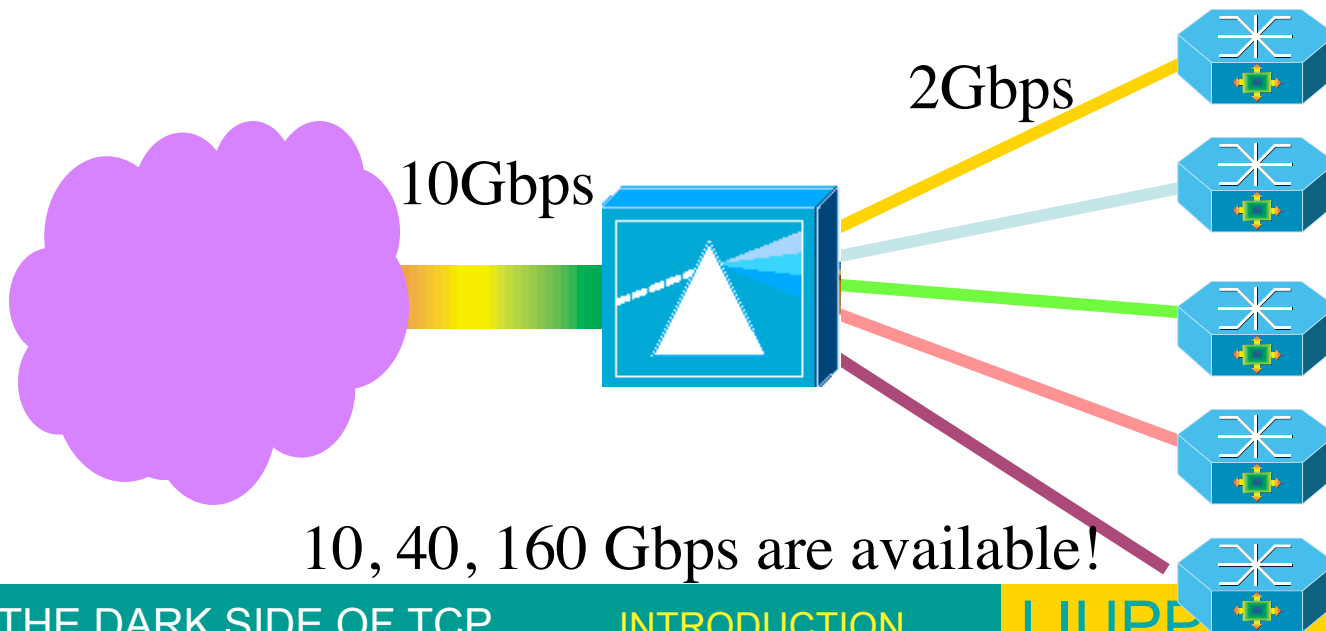 2Gbps
10Gbps
10, 40, 160 Gbps are available!
THE DARK SIDE OF TCP
INTRODUCTION